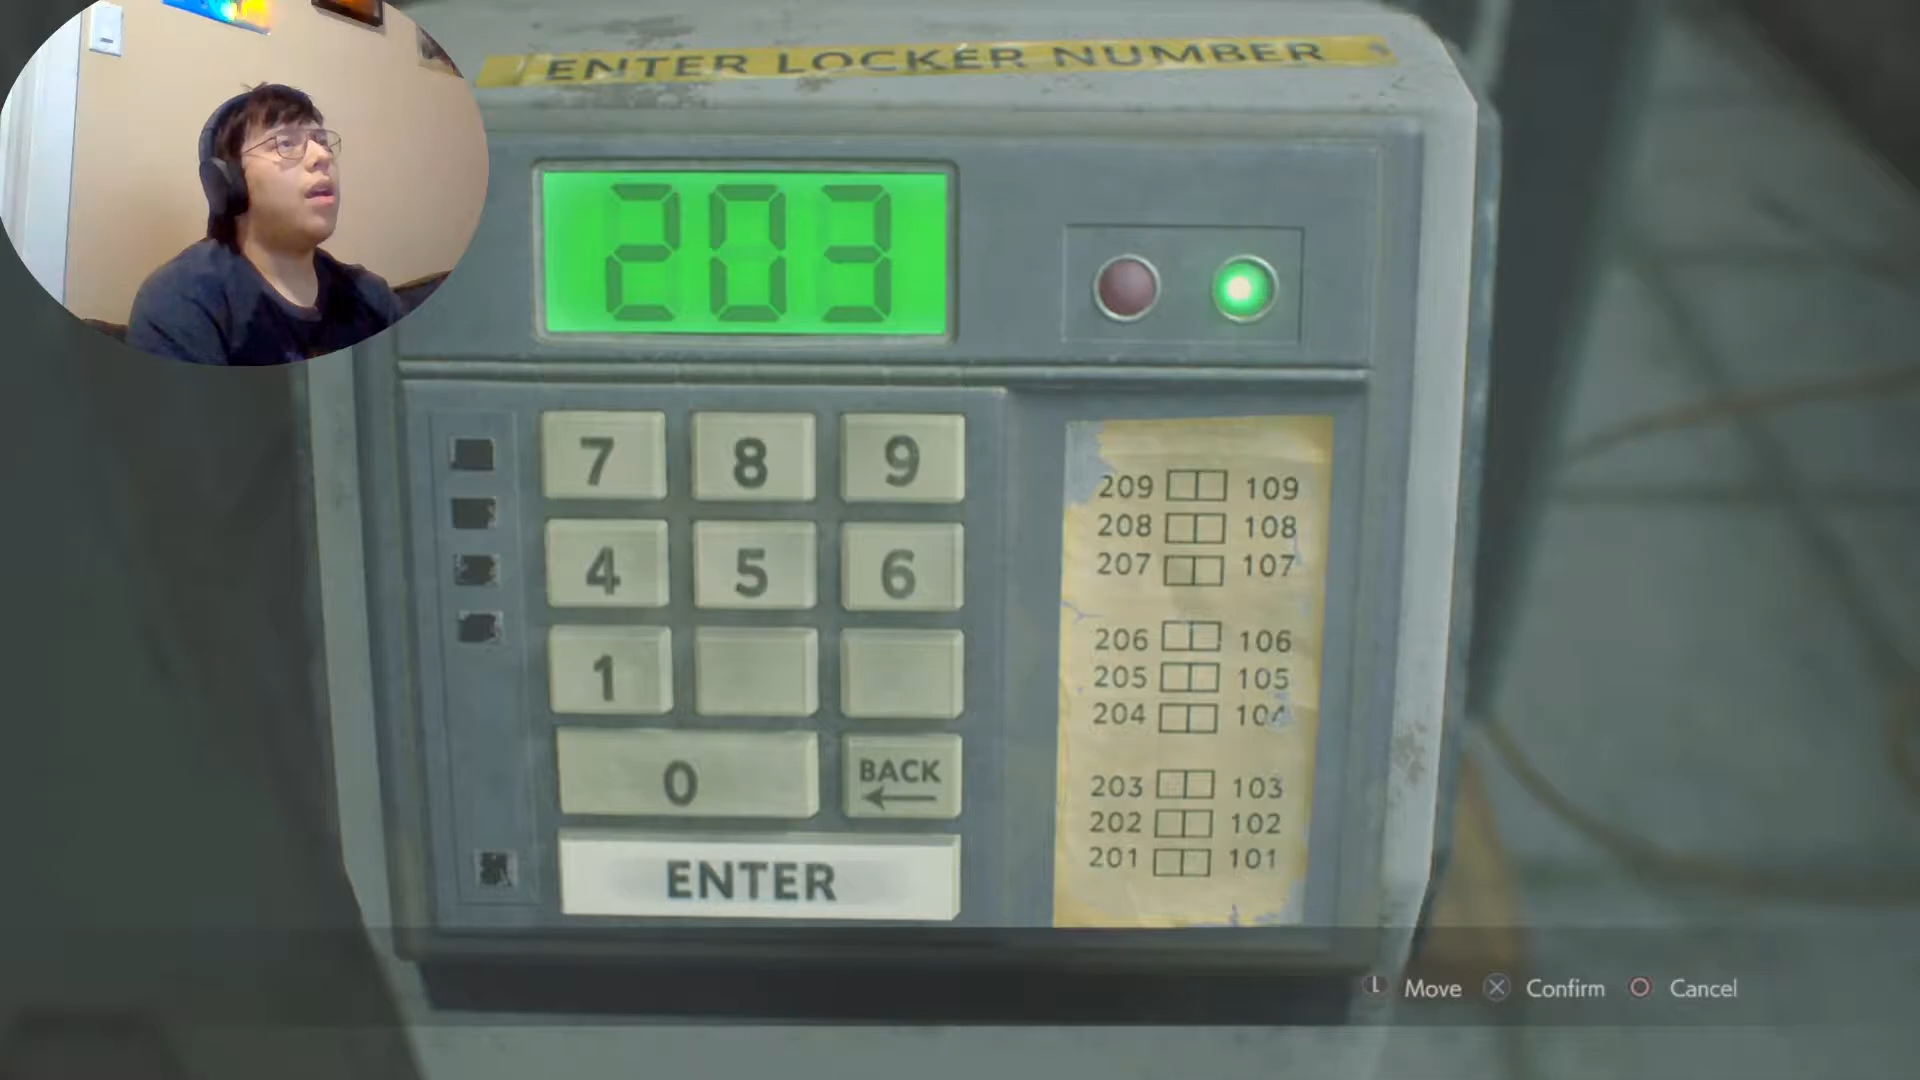 ENTER LOCKER NUMBER
203
7 8 9
4 5 6
1
0 BACK
ENTER
209 109
208 108
207 107
206 106
205 105
204 104
203 103
202 102
201 101
L Move Confirm Cancel